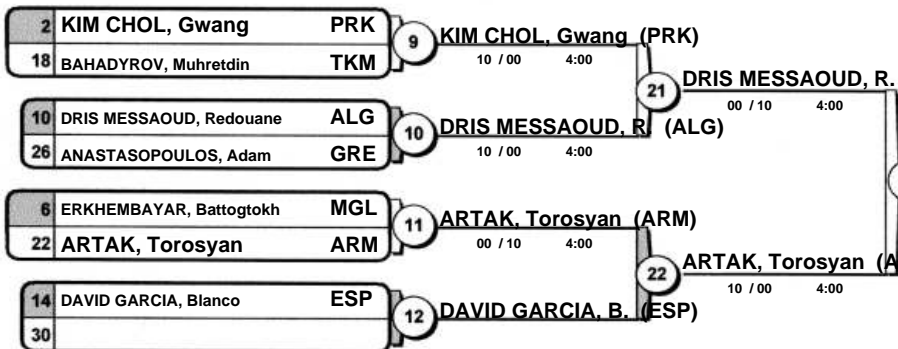 2 KIM CHOL, Gwang PRK
18 BAHADYROV, Muhretdin TKM
9
KIM CHOL, Gwang (PRK)
10 / 00 4:00
10 DRIS MESSAOUD, Redouane ALG
26 ANASTASOPOULOS, Adam GRE
10
DRIS MESSAOUD, R. (ALG)
10 / 00 4:00
21
DRIS MESSAOUD, R.
00 / 10 4:00
6 ERKHEMBAYAR, Battogtokh MGL
22 ARTAK, Torosyan ARM
11
ARTAK, Torosyan (ARM)
00 / 10 4:00
14 DAVID GARCIA, Blanco ESP
30
12
DAVID GARCIA, B. (ESP)
22
ARTAK, Torosyan (A
10 / 00 4:00